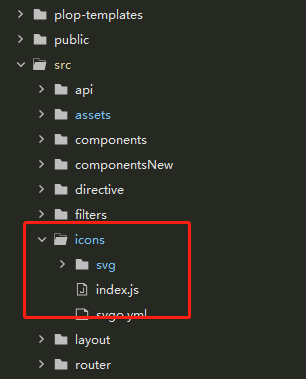 plop-templates
public
src
api
assets
components
componentsNew
directive
filters
icons
svg
index.js
svgo.yml
layout
router